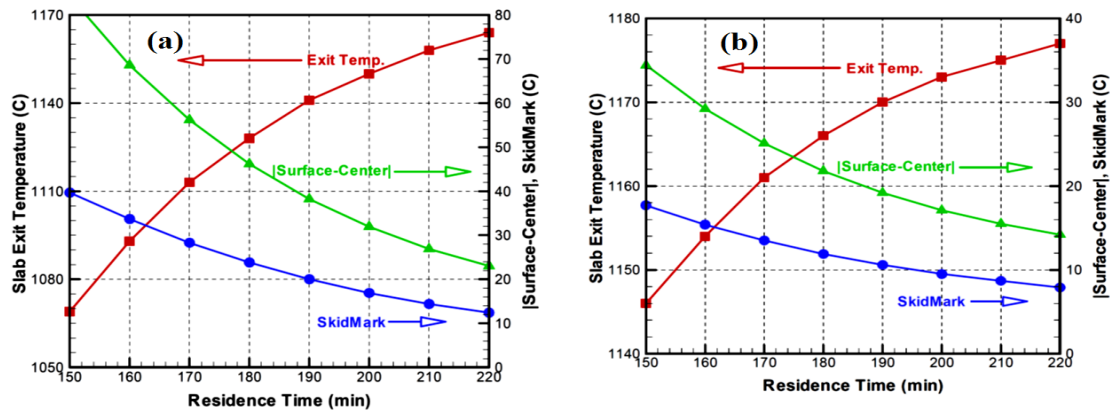 (a)
Exit Temp.
|Surface-Center|
SkidMark
Slab Exit Temperature (C)
1170
1140
1110
1080
1050
|Surface-Center|, SkidMark (C)
80
70
60
50
40
30
20
10
0
150 160 170 180 190 200 210 220
Residence Time (min)
(b)
Exit Temp.
|Surface-Center|
SkidMark
Slab Exit Temperature (C)
1180
1170
1160
1150
1140
|Surface-Center|, SkidMark (C)
40
30
20
10
0
150 160 170 180 190 200 210 220
Residence Time (min)